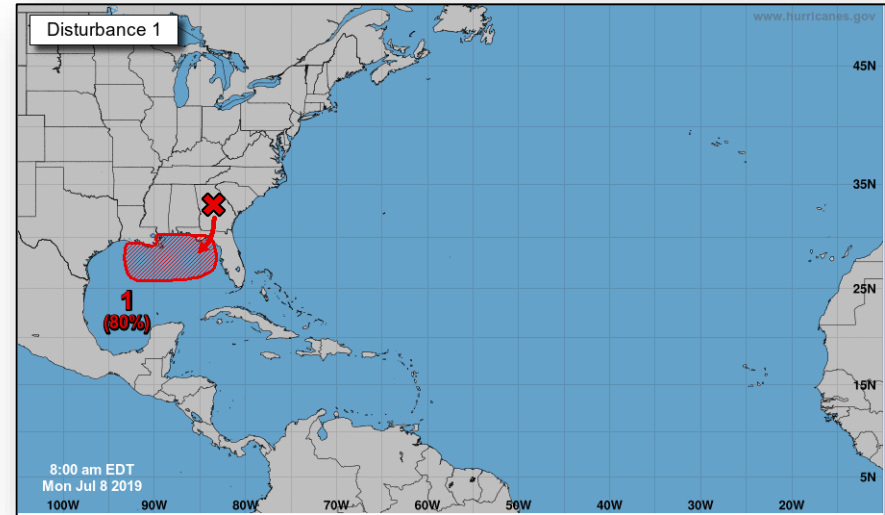 Disturbance 1
www.hurricanes.gov
45N
35N
25N
15N
5N
1
(80%)
8:00 am EDT
Mon Jul 8 2019
100W
90W
80W
70W
60W
50W
40W
30W
20W